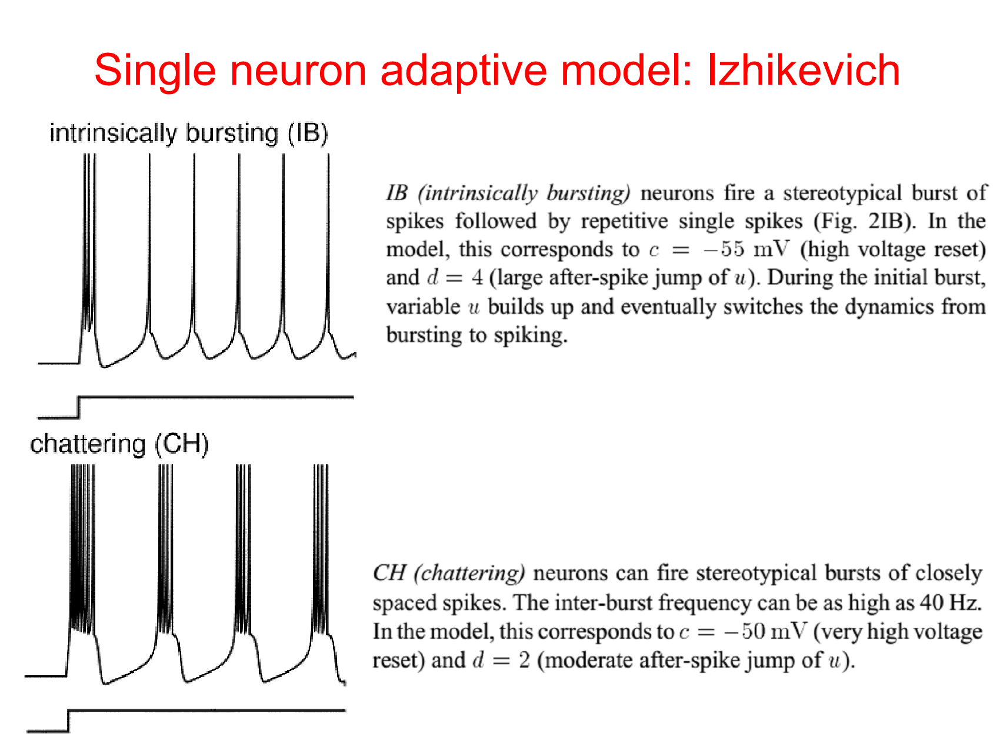 Single neuron adaptive model: Izhikevich
intrinsically bursting (IB)
IB (intrinsically bursting) neurons fire a stereotypical burst of
spikes followed by repetitive single spikes (Fig. 2IB). In the
model, this corresponds to c = −55 mV (high voltage reset)
and d = 4 (large after-spike jump of u). During the initial burst,
variable u builds up and eventually switches the dynamics from
bursting to spiking.
chattering (CH)
CH (chattering) neurons can fire stereotypical bursts of closely
spaced spikes. The inter-burst frequency can be as high as 40 Hz.
In the model, this corresponds to c = −50 mV (very high voltage
reset) and d = 2 (moderate after-spike jump of u).